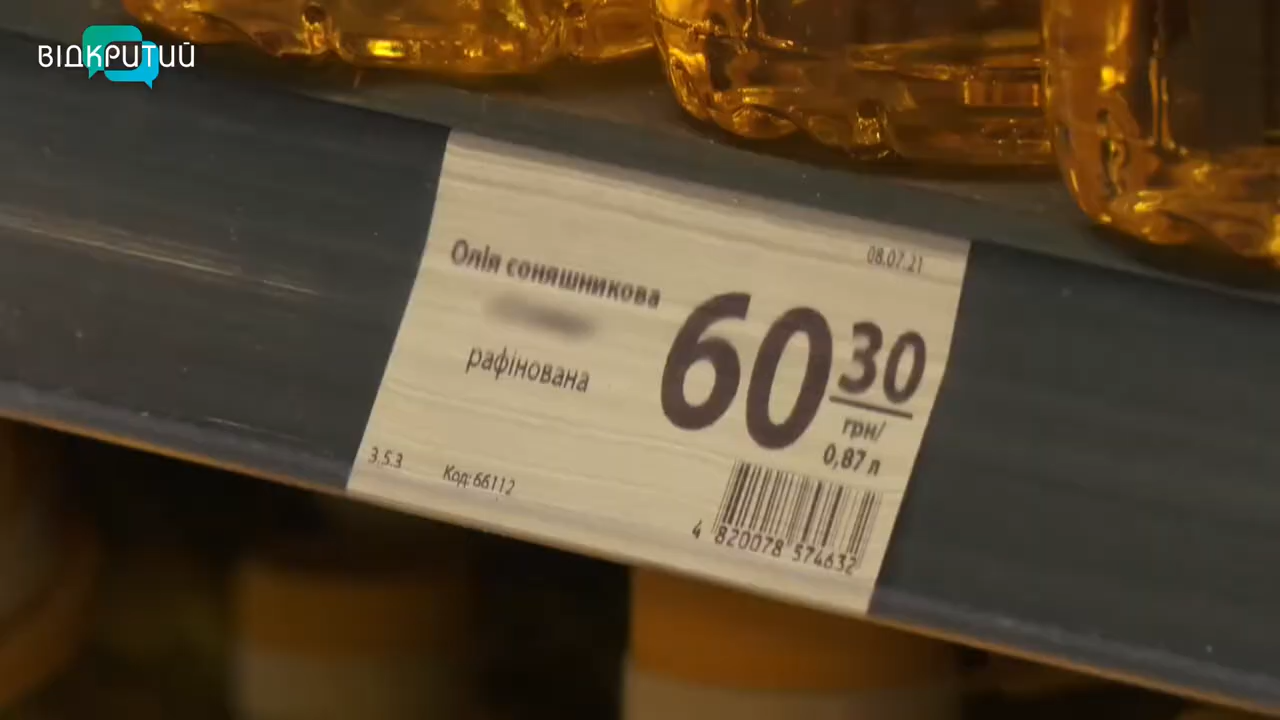 ВІДКРИТИЙ
08.07.21
Олія соняшникова
рафінована
60 30
грн/
0,87 л
3.5.3
Код: 66112
4 820078 574632